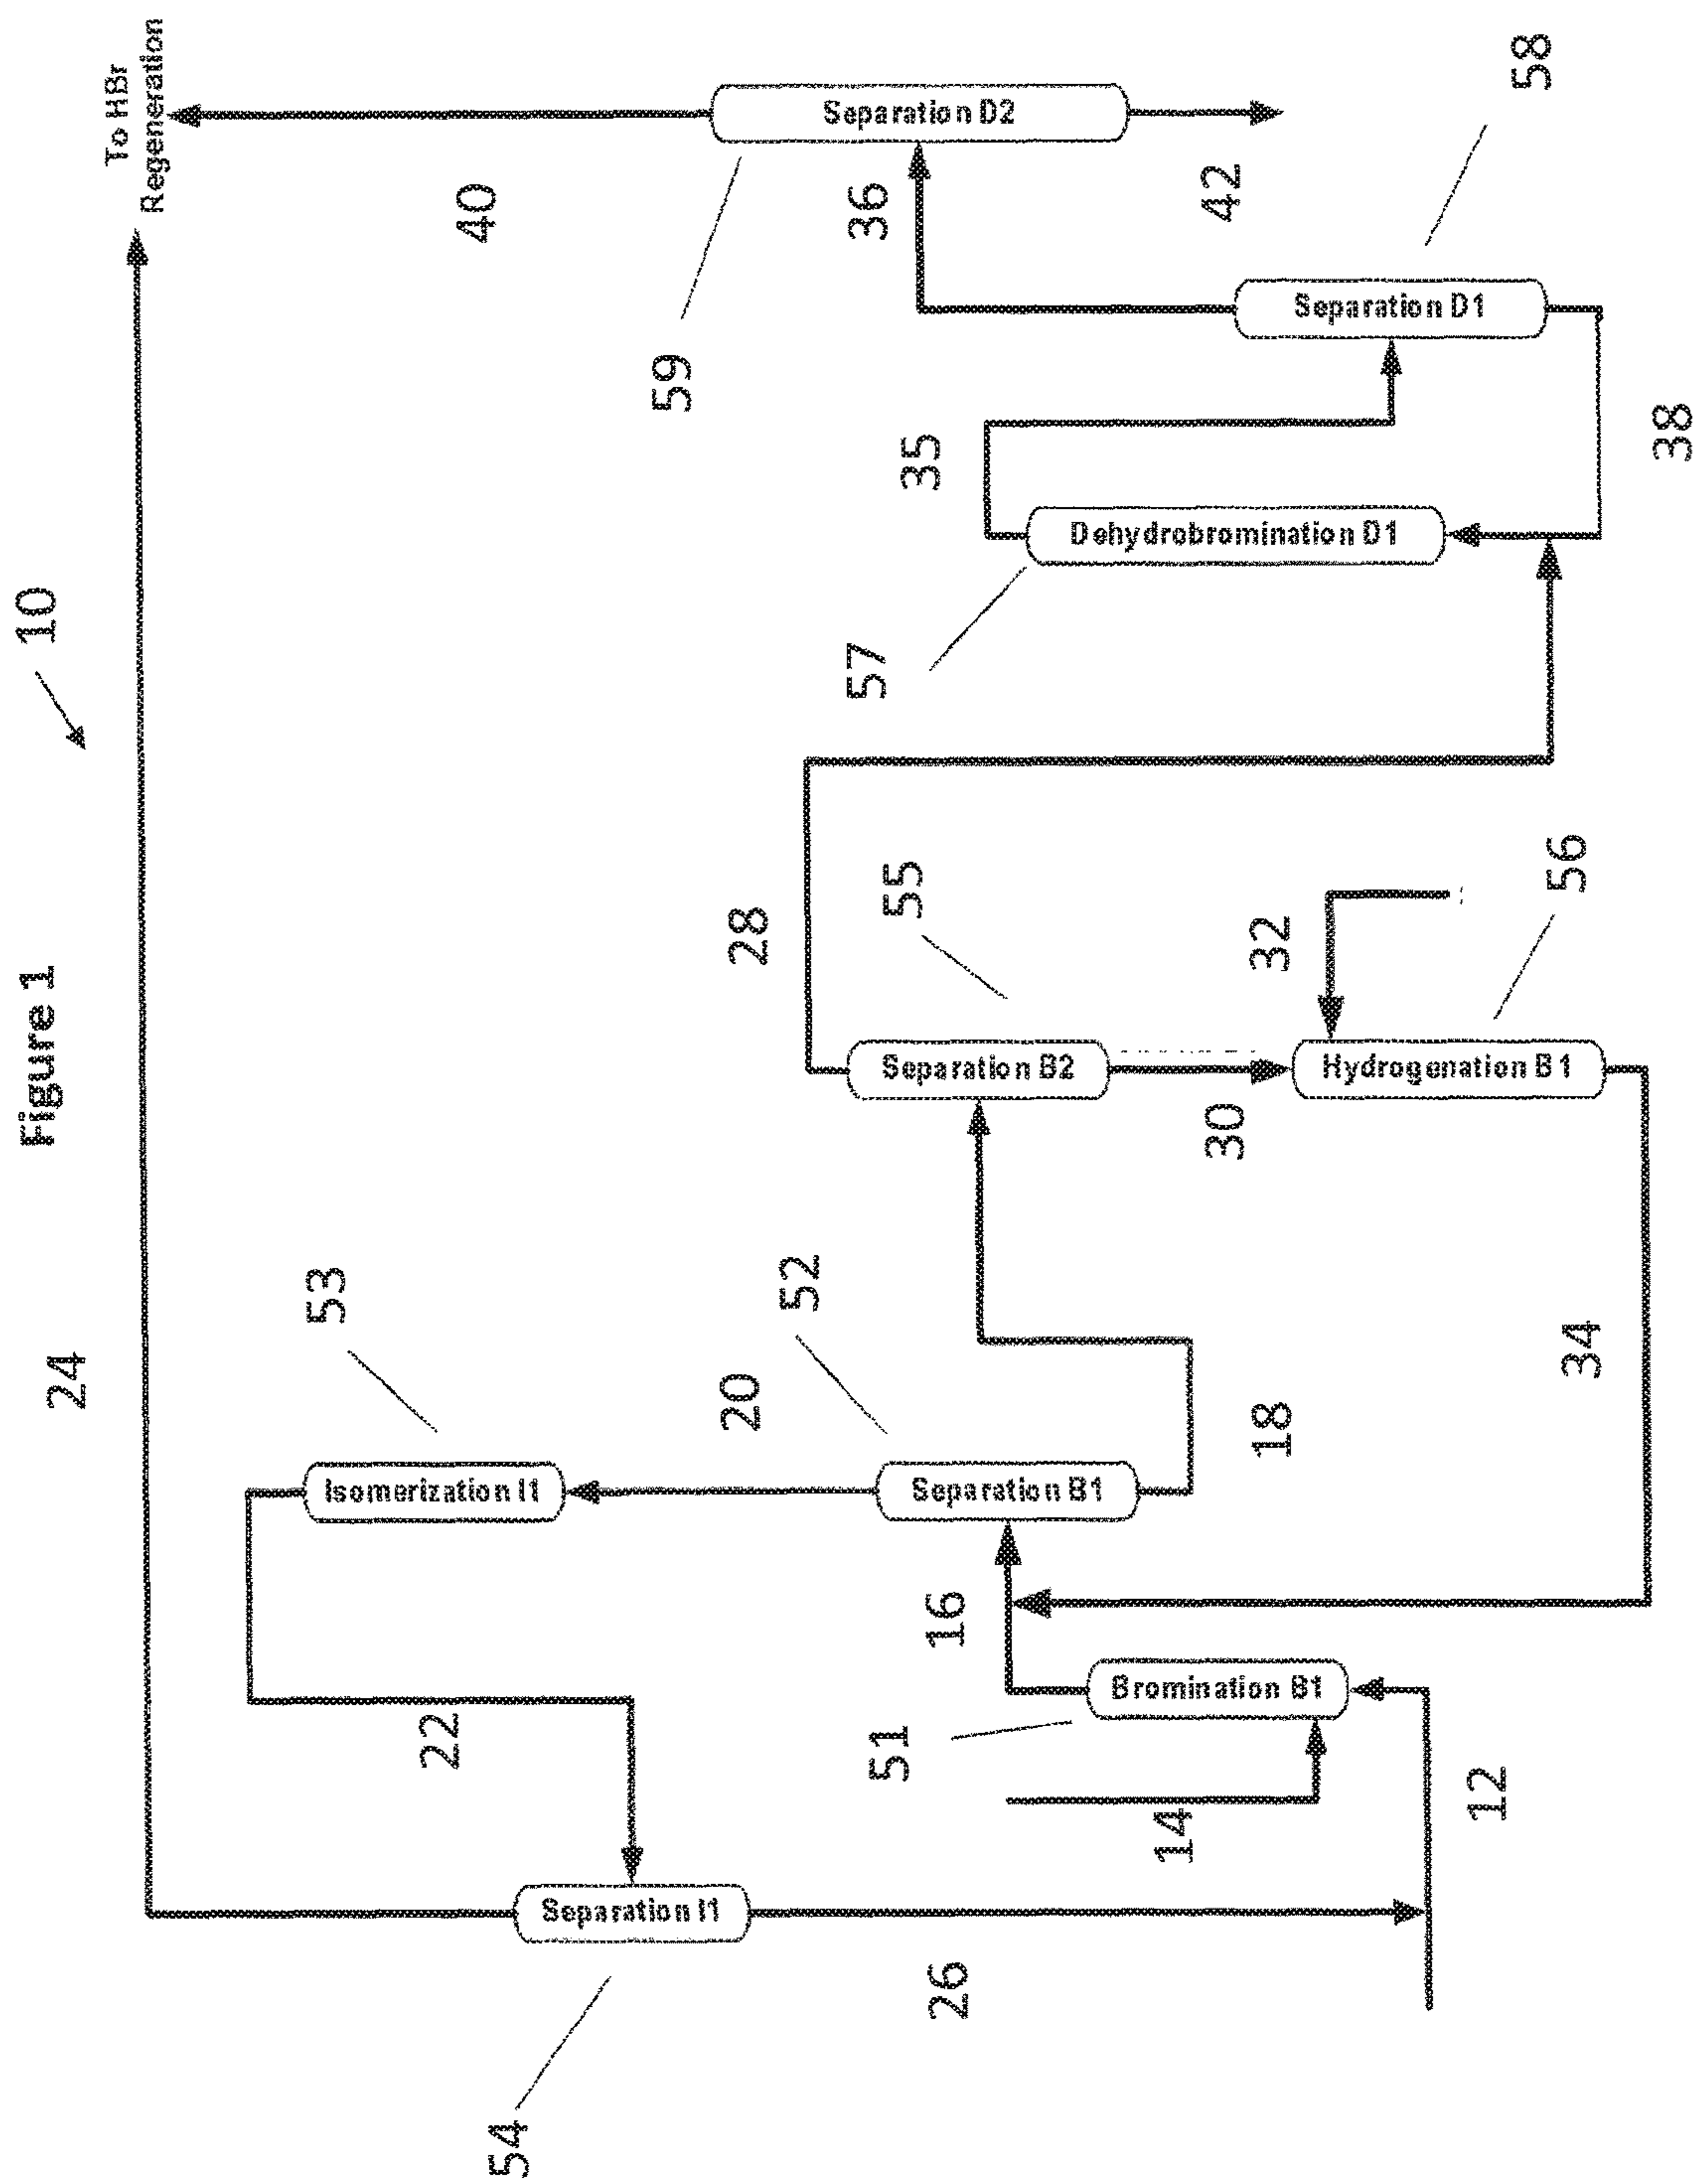 Figure 1
10
24
To HBr
Regeneration
53
Isomerization I1
40
22
20
52
Separation I1
54
26
Separation B1
16
51
Bromination B1
14
12
18
28
55
Separation B2
30
32
56
Hydrogenation B1
34
59
Separation D2
36
42
35
57
Dehydrobromination D1
Separation D1
58
38